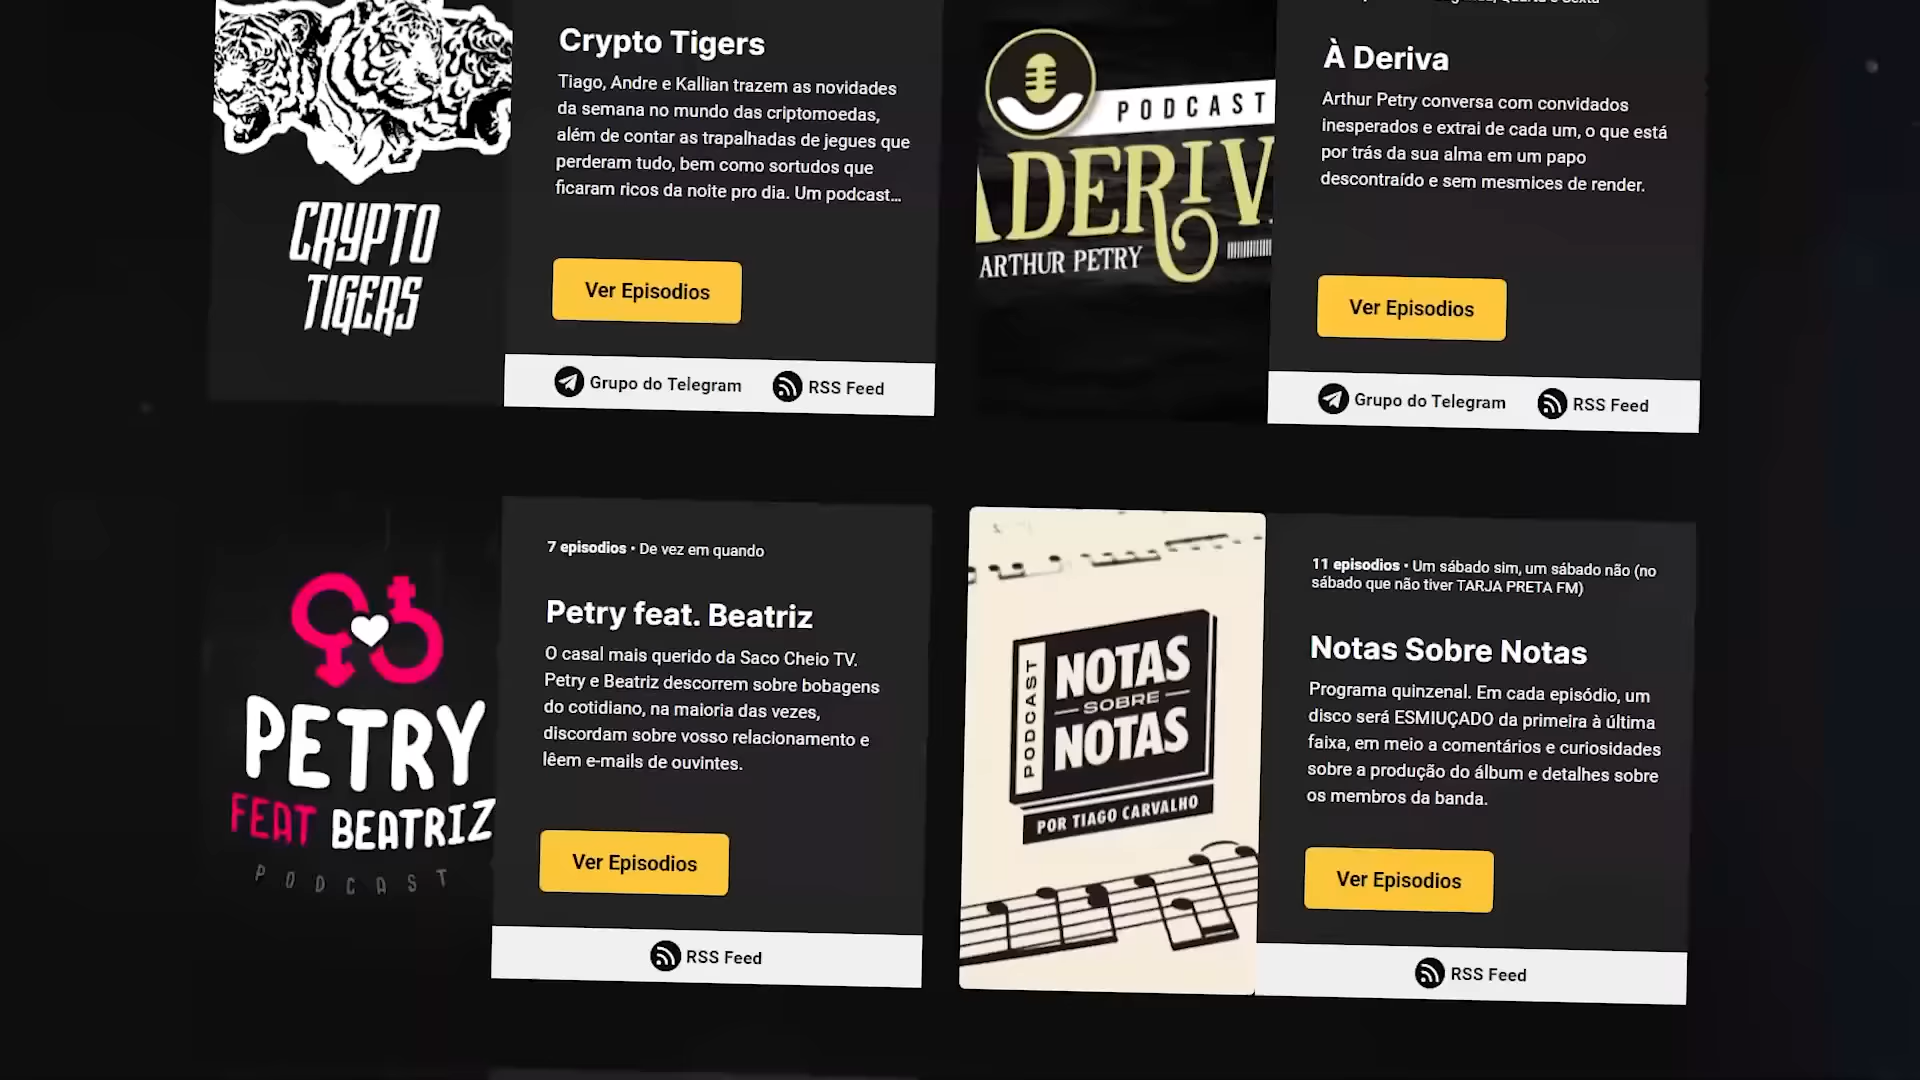 CRYPTO
TIGERS
Crypto Tigers
Tiago, Andre e Kallian trazem as novidades
da semana no mundo das criptomoedas,
além de contar as trapalhadas de jegues que
perderam tudo, bem como sortudos que
ficaram ricos da noite pro dia. Um podcast...
Ver Episodios
Grupo do Telegram
RSS Feed
PODCAST
ADERIV
ARTHUR PETRY
À Deriva
Arthur Petry conversa com convidados
inesperados e extrai de cada um, o que está
por trás da sua alma em um papo
descontraído e sem mesmices de render.
Ver Episodios
Grupo do Telegram
RSS Feed
PETRY
FEAT BEATRIZ
PODCAST
7 episodios • De vez em quando
Petry feat. Beatriz
O casal mais querido da Saco Cheio TV.
Petry e Beatriz descorrem sobre bobagens
do cotidiano, na maioria das vezes,
discordam sobre vosso relacionamento e
lêem e-mails de ouvintes.
Ver Episodios
RSS Feed
PODCAST
NOTAS
SOBRE
NOTAS
POR TIAGO CARVALHO
11 episodios • Um sábado sim, um sábado não (no
sábado que não tiver TARJA PRETA FM)
Notas Sobre Notas
Programa quinzenal. Em cada episódio, um
disco será ESMIUÇADO da primeira à última
faixa, em meio a comentários e curiosidades
sobre a produção do álbum e detalhes sobre
os membros da banda.
Ver Episodios
RSS Feed